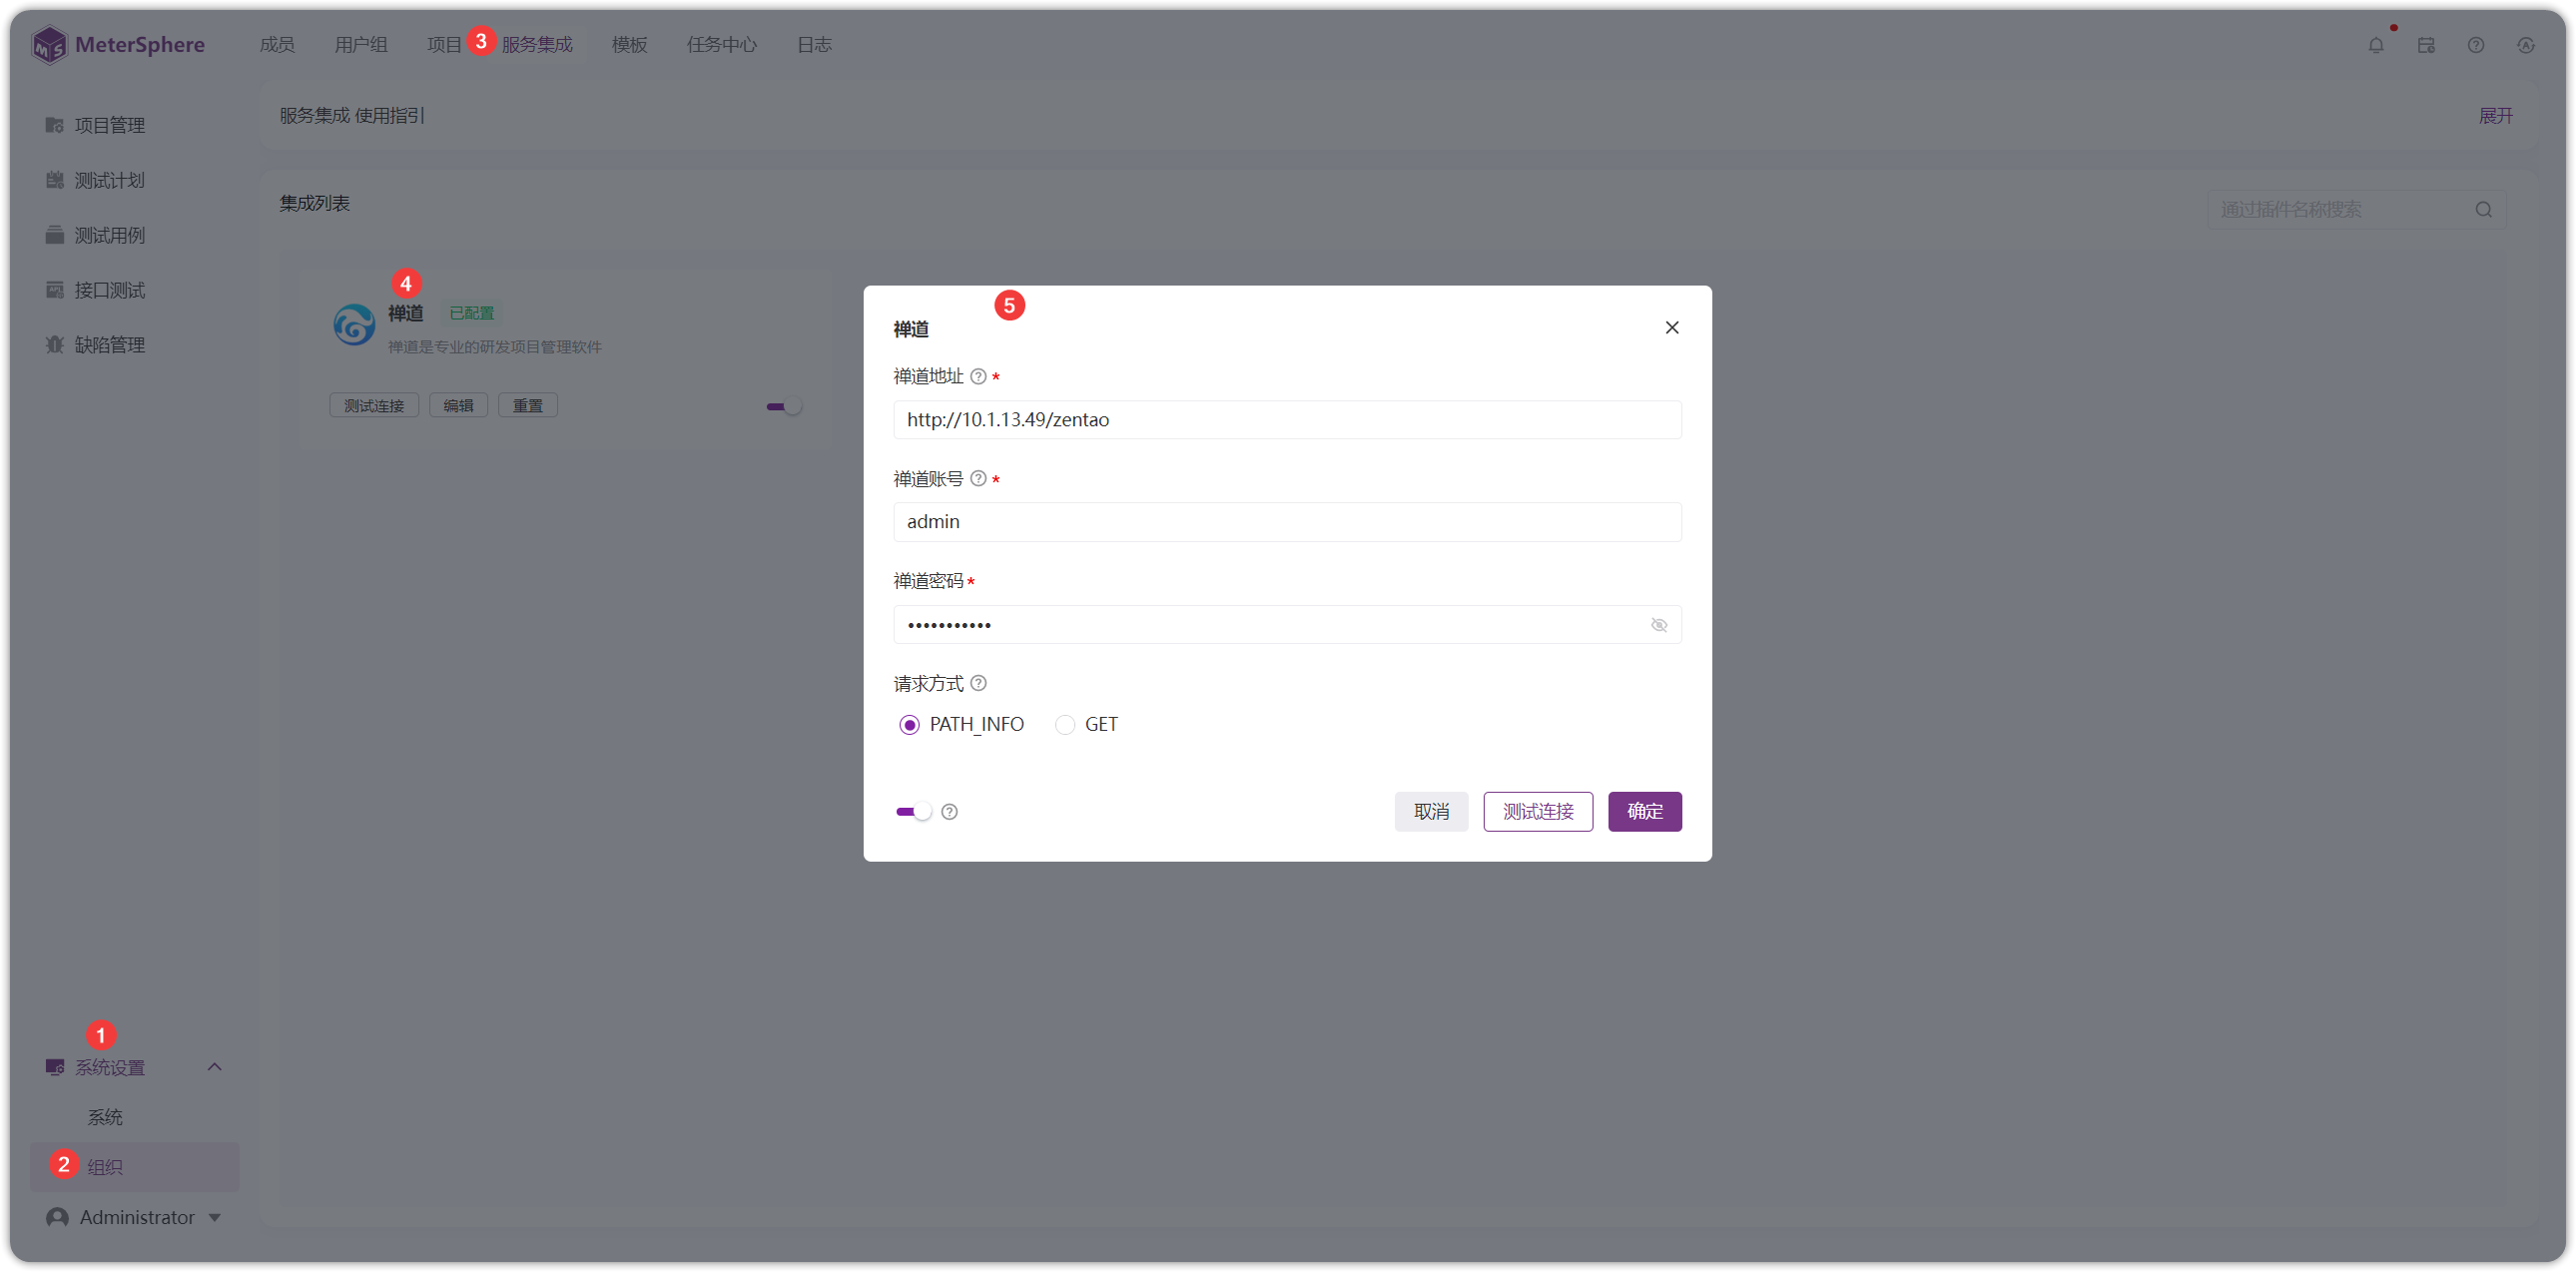 MeterSphere 成员 用户组 项目 3 服务集成 模板 任务中心 日志
项目管理
测试计划
测试用例
接口测试
缺陷管理
1
系统设置
系统
2 组织
Administrator
服务集成 使用指引 展开
集成列表 通过插件名称搜索
4
禅道 已配置
禅道是专业的研发项目管理软件
测试连接 编辑 重置
5
禅道
禅道地址 *
http://10.1.13.49/zentao
禅道账号 *
admin
禅道密码 *
•••••••••••
请求方式
PATH_INFO GET
取消 测试连接 确定